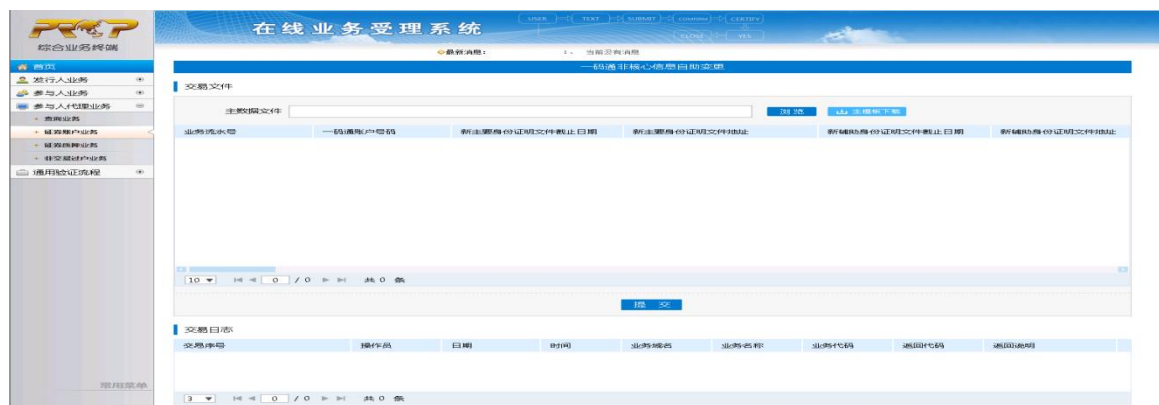 PROP
综合业务终端
在线业务受理系统
USER TEXT SUBMIT CERTIFY
CLOSE YES
最新消息： 1、 当前没有消息
首页
一码通非核心信息自助变更
发行人业务
参与人业务
参与人代理业务
查询业务
证券账户业务
证券质押业务
非交易过户业务
通用验证流程
常用菜单
交易文件
主数据文件 浏览 主模板下载
业务流水号 一码通账户号码 新主要身份证明文件截止日期 新主要身份证明文件地址 新辅助身份证明文件截止日期 新辅助身份证明文件地址
10 0 / 0 共 0 条
提 交
交易日志
交易序号 操作员 日期 时间 业务域名 业务名称 业务代码 返回代码 返回说明
3 0 / 0 共 0 条